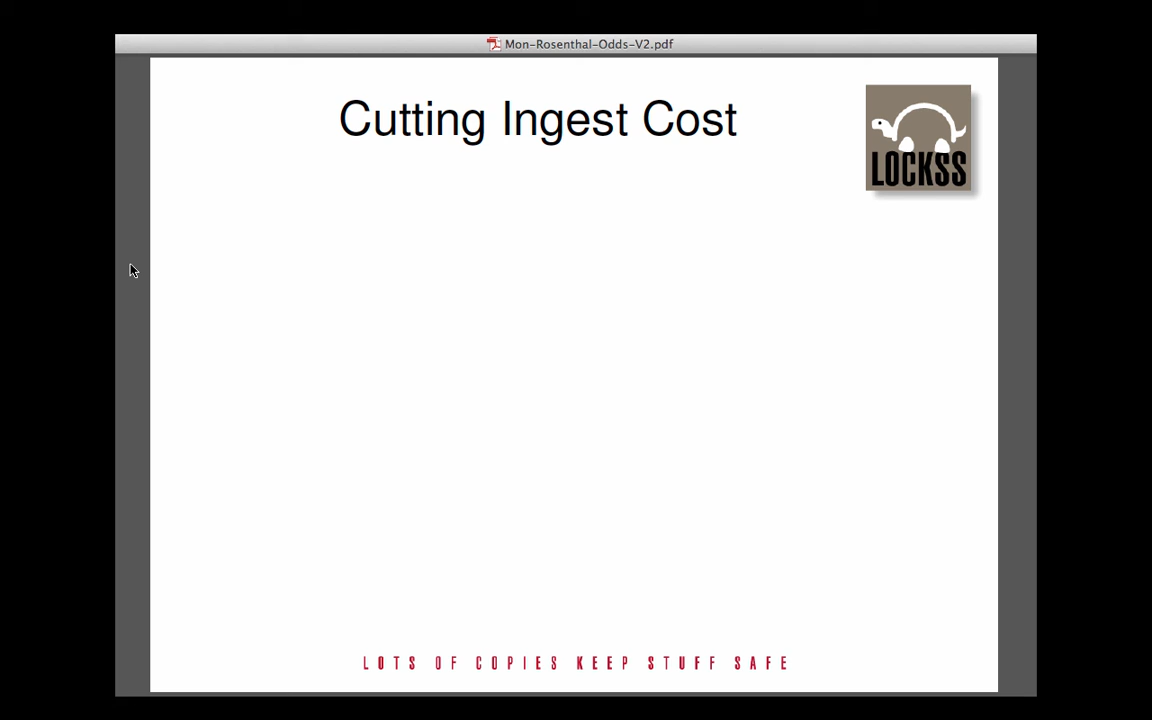 Mon-Rosenthal-Odds-V2.pdf
Cutting Ingest Cost
LOCKSS
LOTS OF COPIES KEEP STUFF SAFE